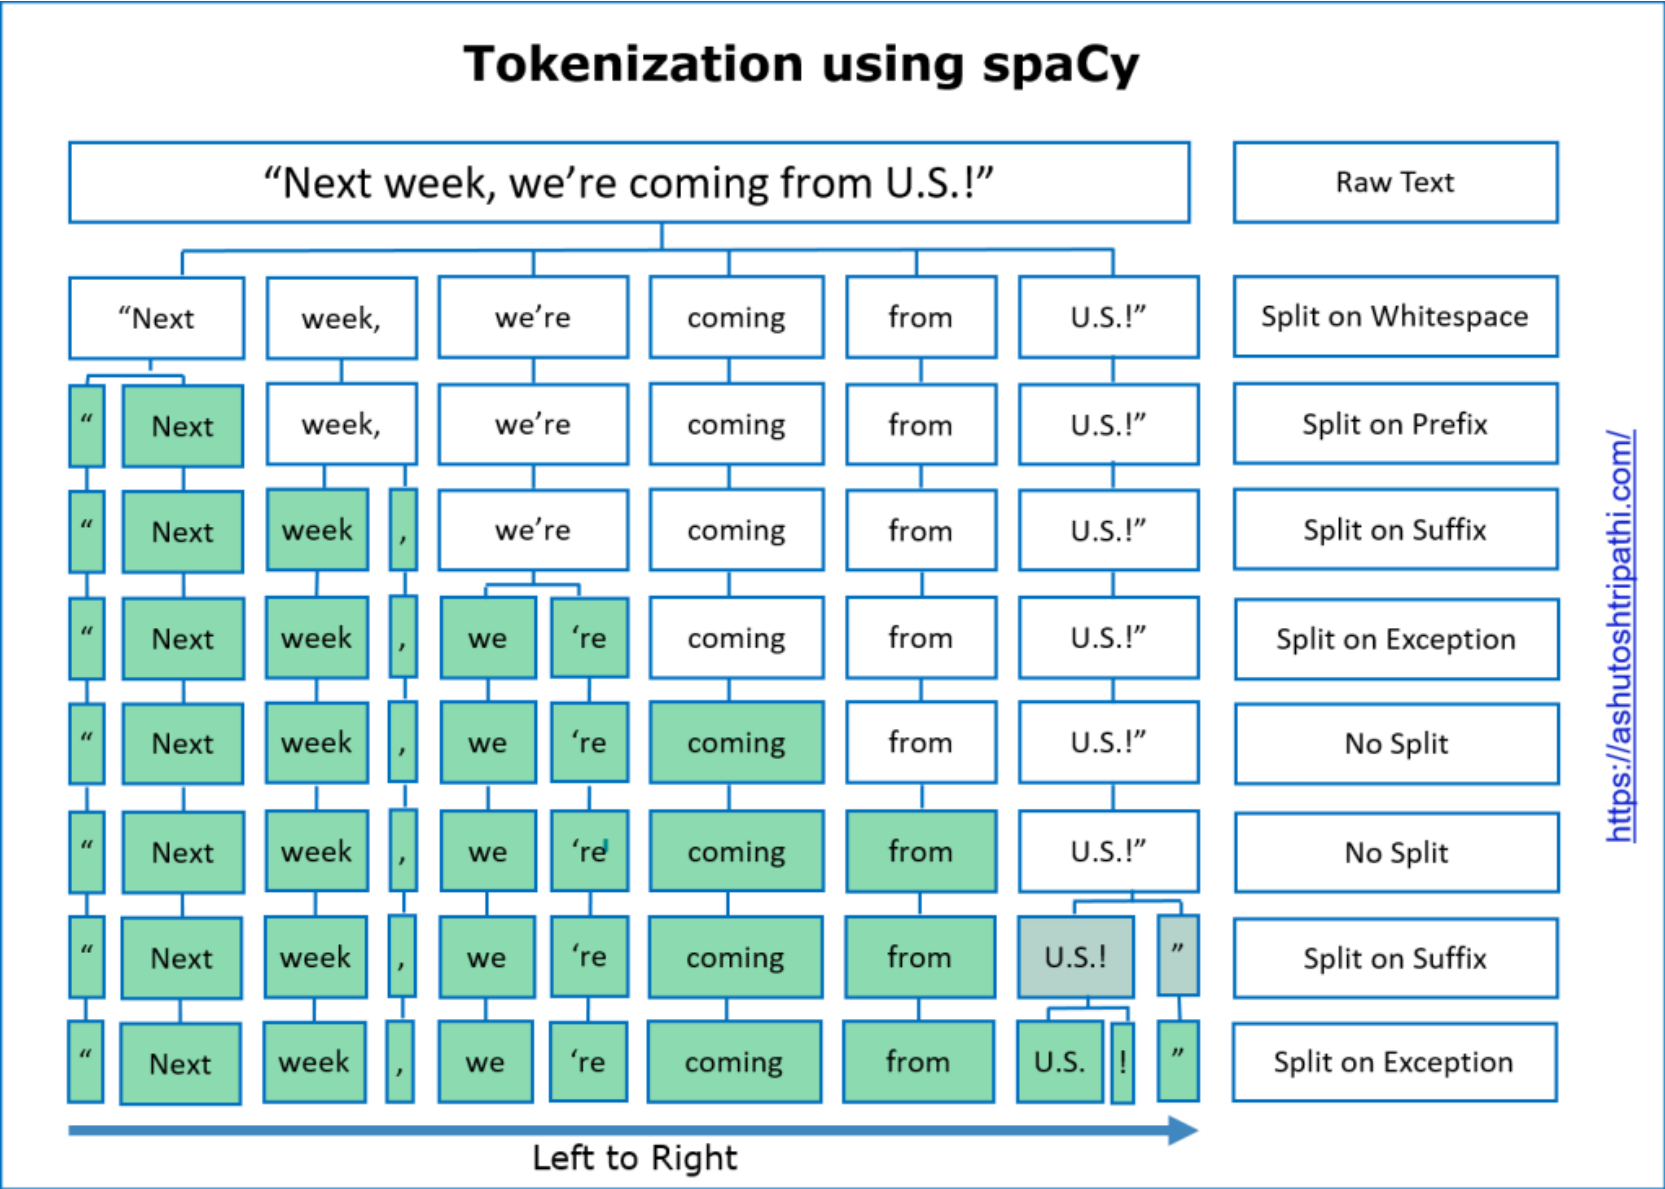 Tokenization using spaCy
“Next week, we’re coming from U.S.!” Raw Text
“Next week, we’re coming from U.S.!” Split on Whitespace
“ Next week, we’re coming from U.S.!” Split on Prefix
“ Next week , we’re coming from U.S.!” Split on Suffix
“ Next week , we ‘re coming from U.S.!” Split on Exception
“ Next week , we ‘re coming from U.S.!” No Split
“ Next week , we ‘re coming from U.S.!” No Split
“ Next week , we ‘re coming from U.S.! ” Split on Suffix
“ Next week , we ‘re coming from U.S. ! ” Split on Exception
Left to Right
https://ashutoshtripathi.com/